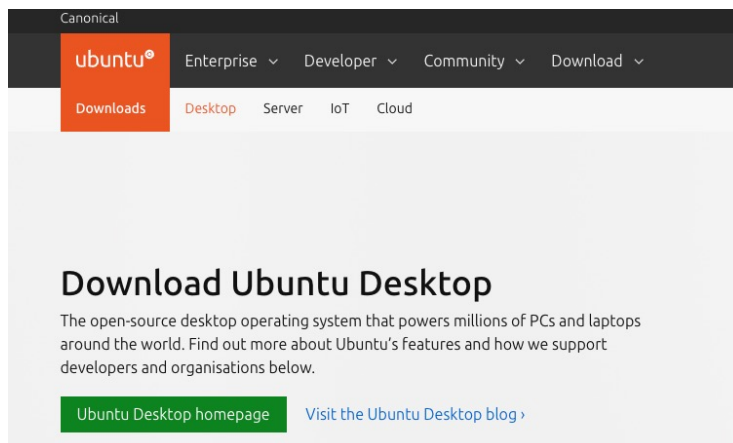 Canonical
ubuntu Enterprise Developer Community Download
Downloads Desktop Server IoT Cloud
Download Ubuntu Desktop
The open-source desktop operating system that powers millions of PCs and laptops
around the world. Find out more about Ubuntu's features and how we support
developers and organisations below.
Ubuntu Desktop homepage Visit the Ubuntu Desktop blog ›